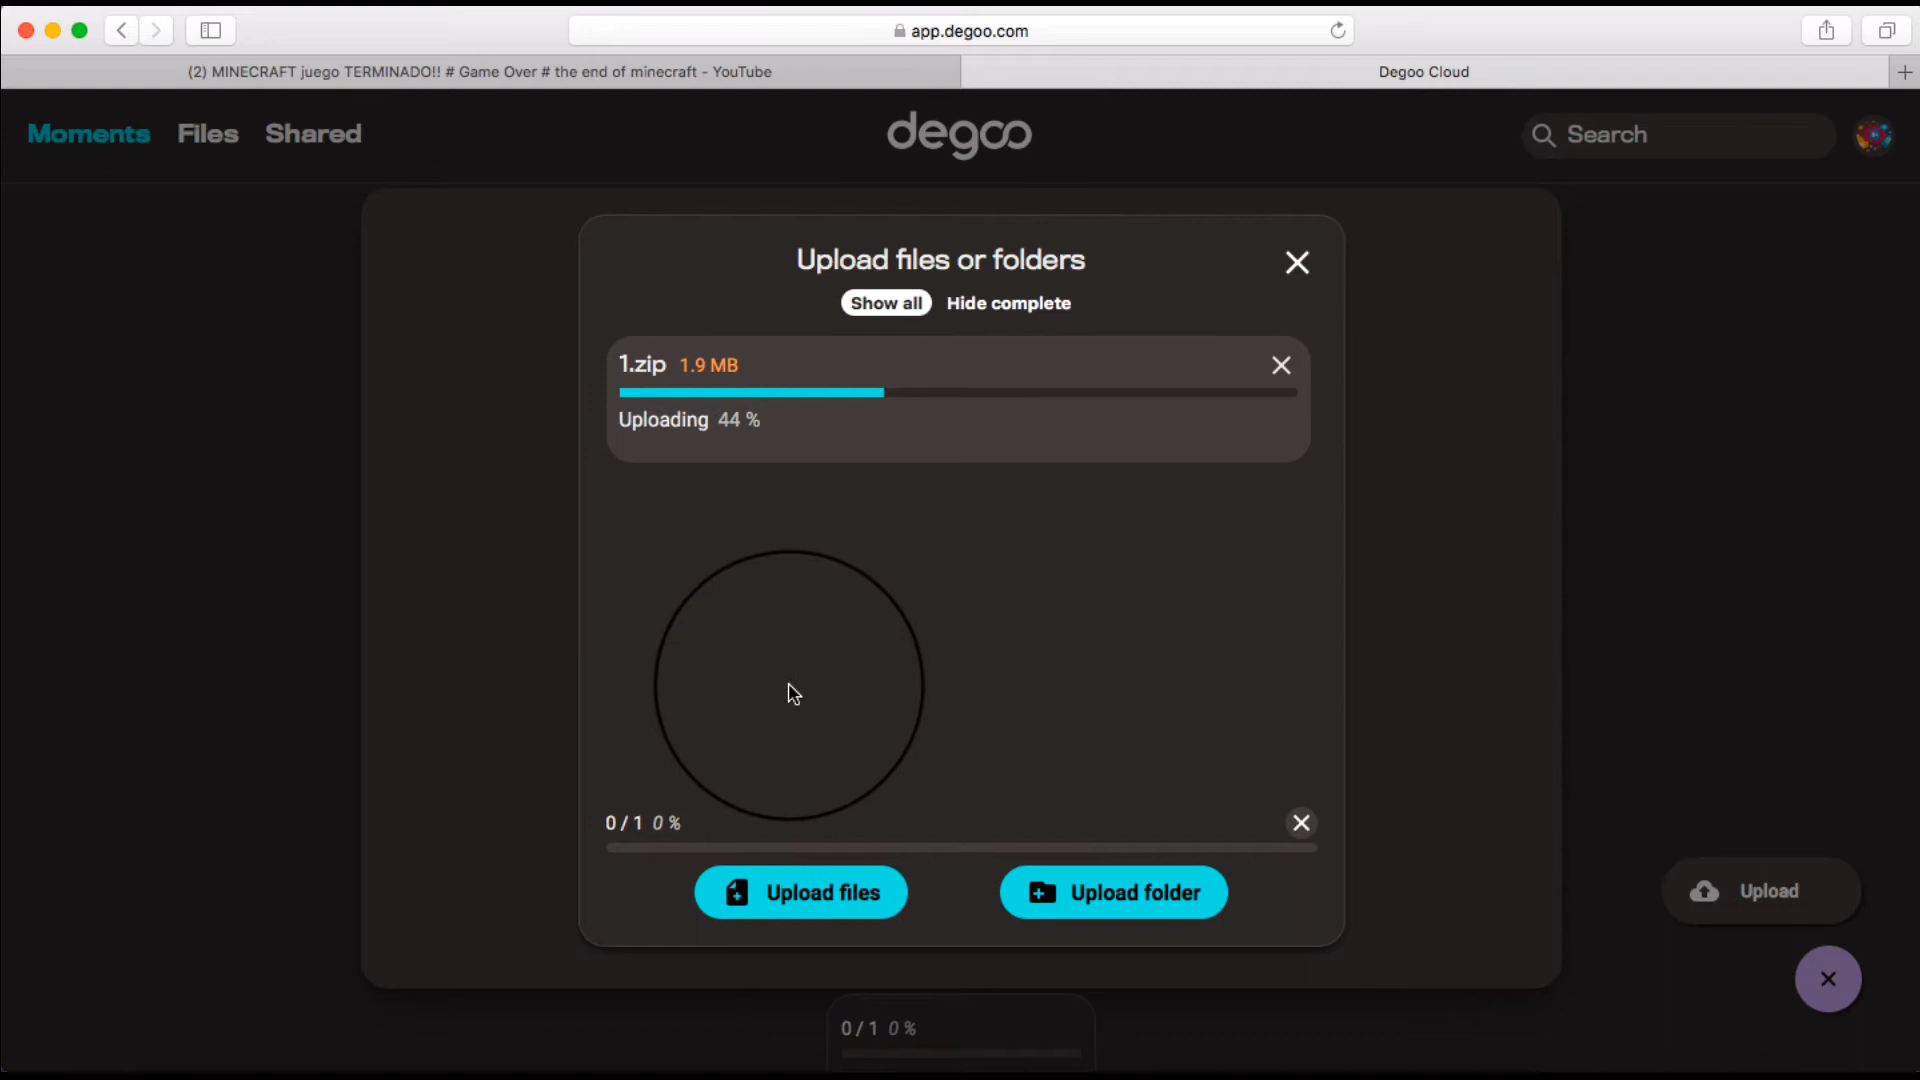 app.degoo.com
(2) MINECRAFT juego TERMINADO!! # Game Over # the end of minecraft - YouTube
Degoo Cloud
Moments Files Shared
degoo
Search
Upload files or folders
Show all Hide complete
1.zip 1.9 MB
Uploading 44 %
0 / 1 0 %
Upload files
Upload folder
Upload
0 / 1 0 %